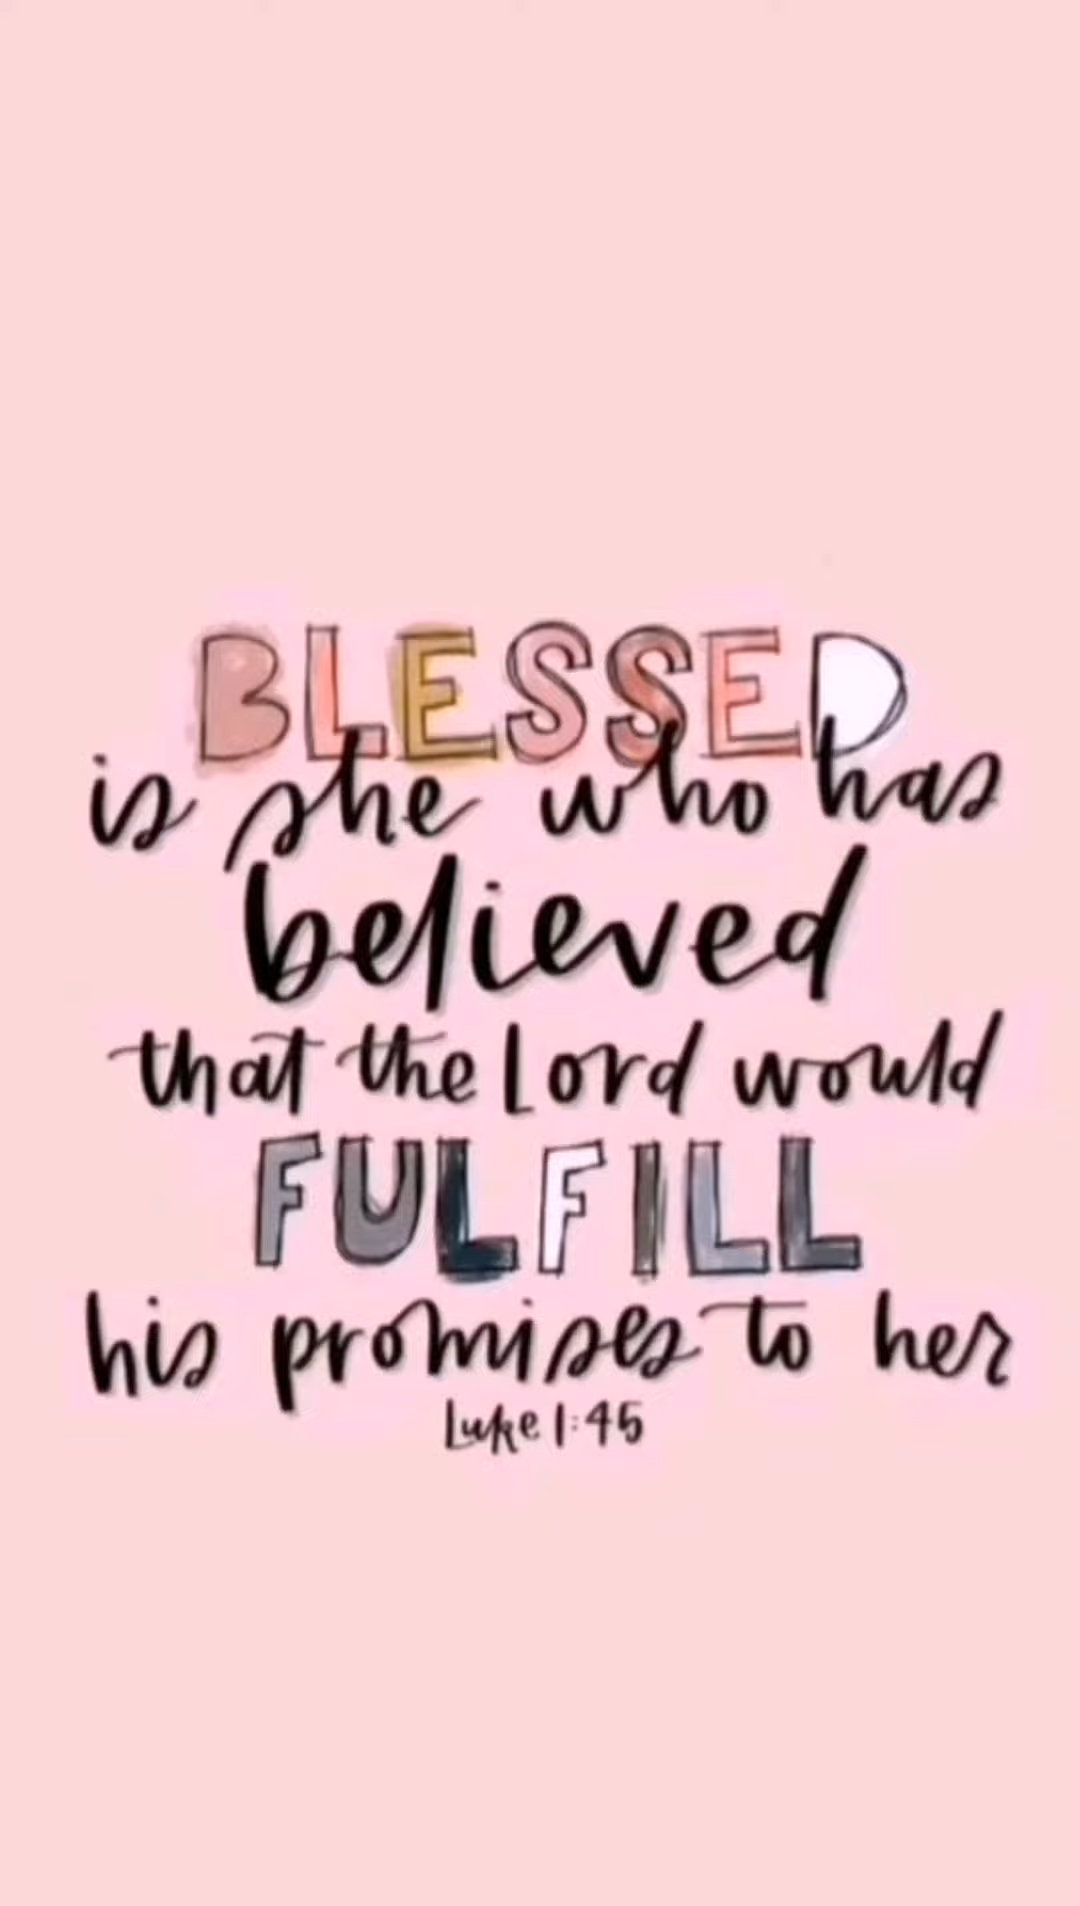 BLESSED
is she who has
believed
that the Lord would
FULFILL
his promises to her
Luke 1:45